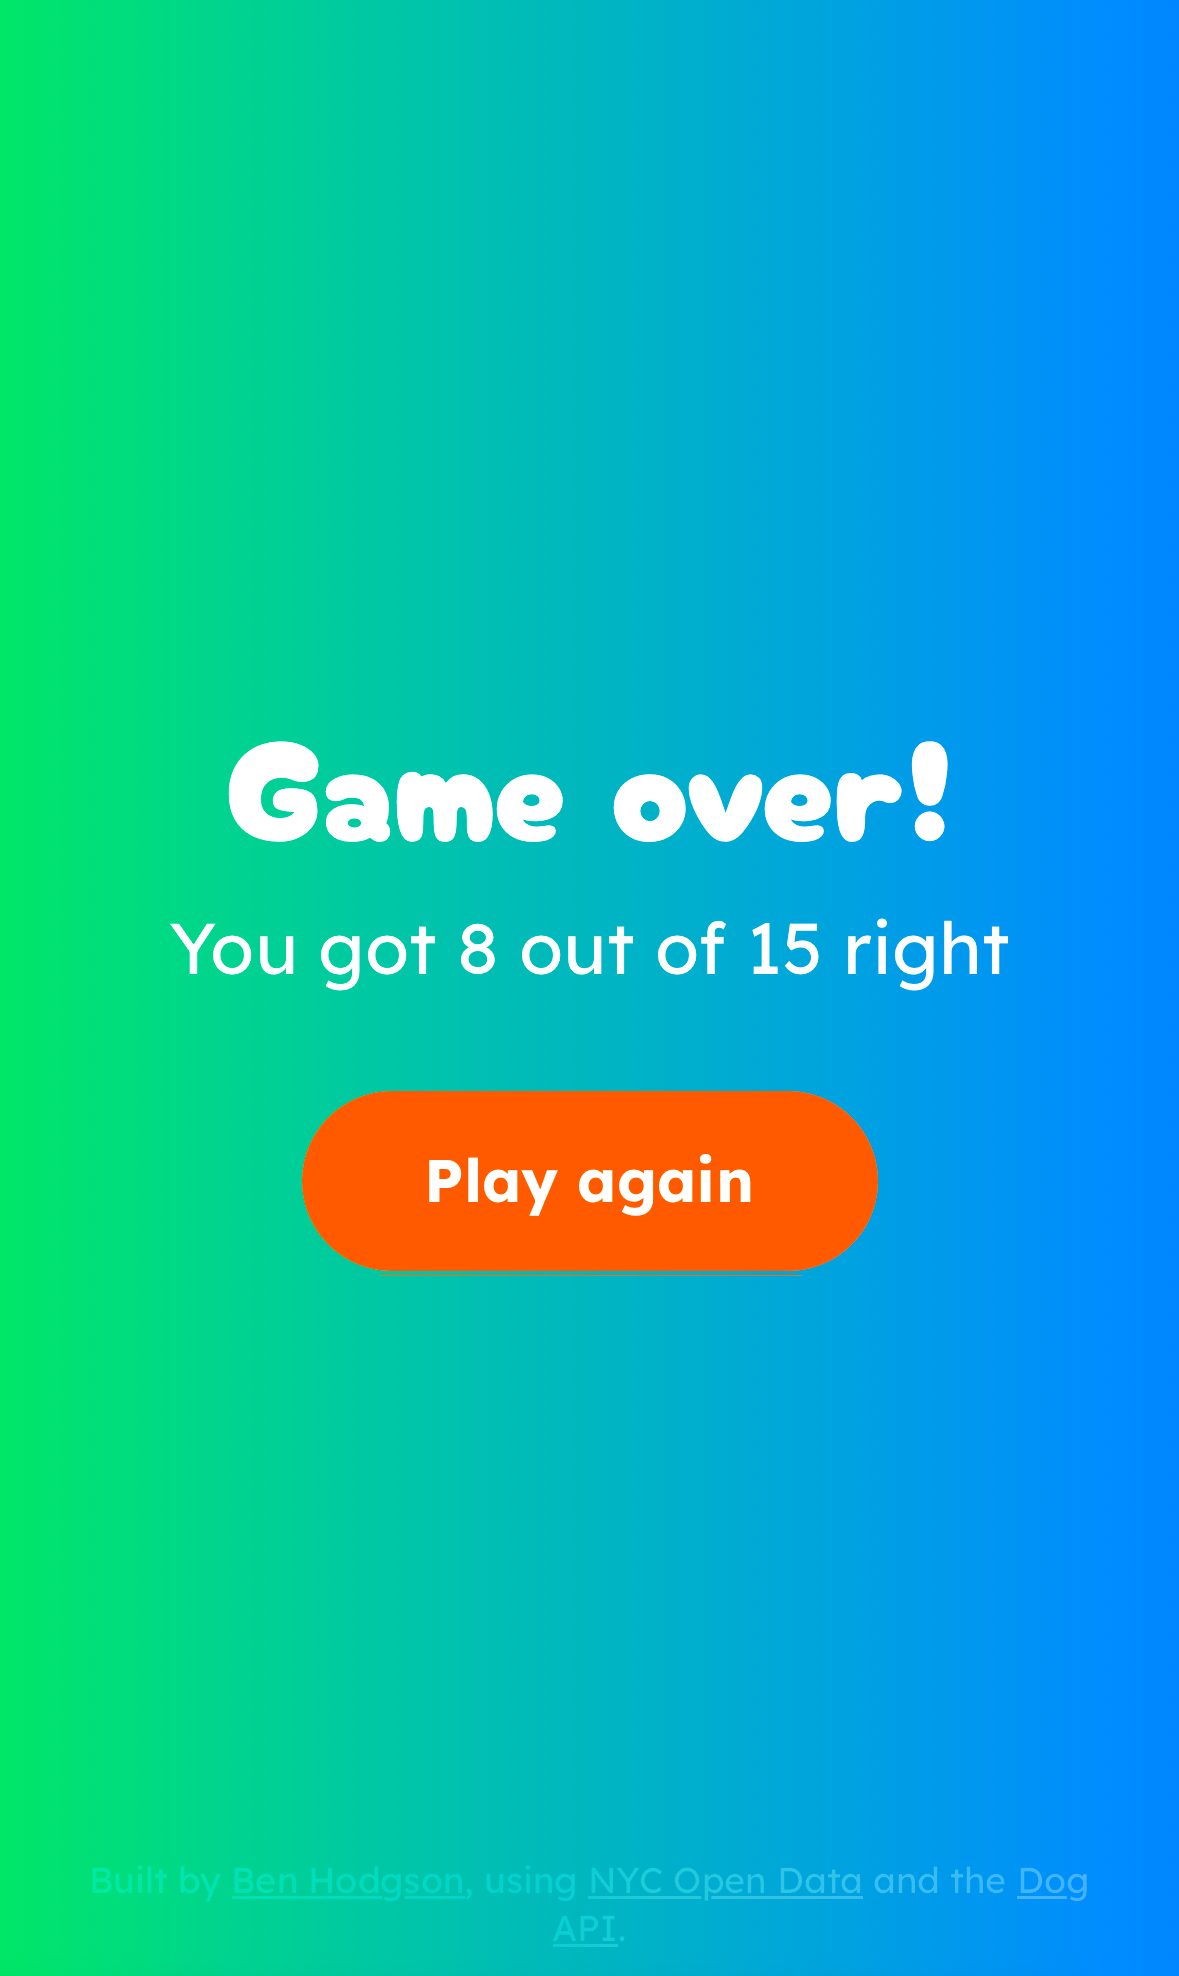 Game over!
You got 8 out of 15 right
Play again
Built by Ben Hodgson, using NYC Open Data and the Dog
API.